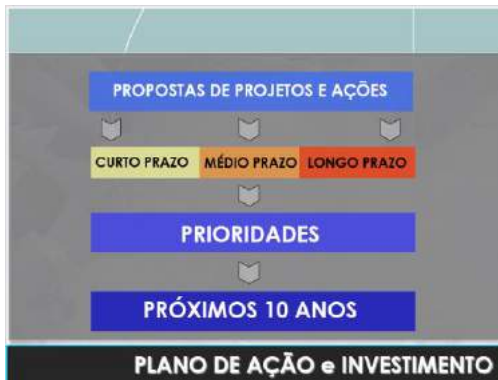 PROPOSTAS DE PROJETOS E AÇÕES
CURTO PRAZO MÉDIO PRAZO LONGO PRAZO
PRIORIDADES
PRÓXIMOS 10 ANOS
PLANO DE AÇÃO e INVESTIMENTO